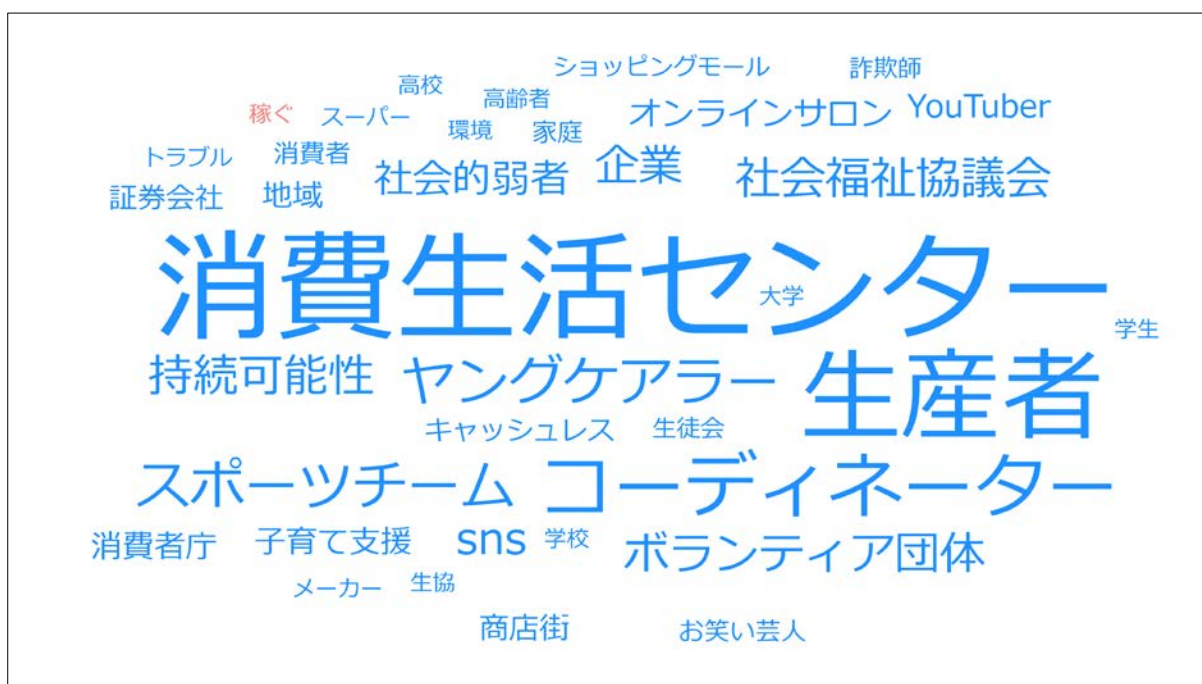 ショッピングモール
詐欺師
高校
高齢者
稼ぐ
スーパー
環境
家庭
オンラインサロン
YouTuber
トラブル
消費者
社会的弱者
企業
社会福祉協議会
証券会社
地域
消費生活センター
大学
学生
持続可能性
ヤングケアラー
生産者
キャッシュレス
生徒会
スポーツチーム
コーディネーター
消費者庁
子育て支援
sns
学校
ボランティア団体
メーカー
生協
商店街
お笑い芸人